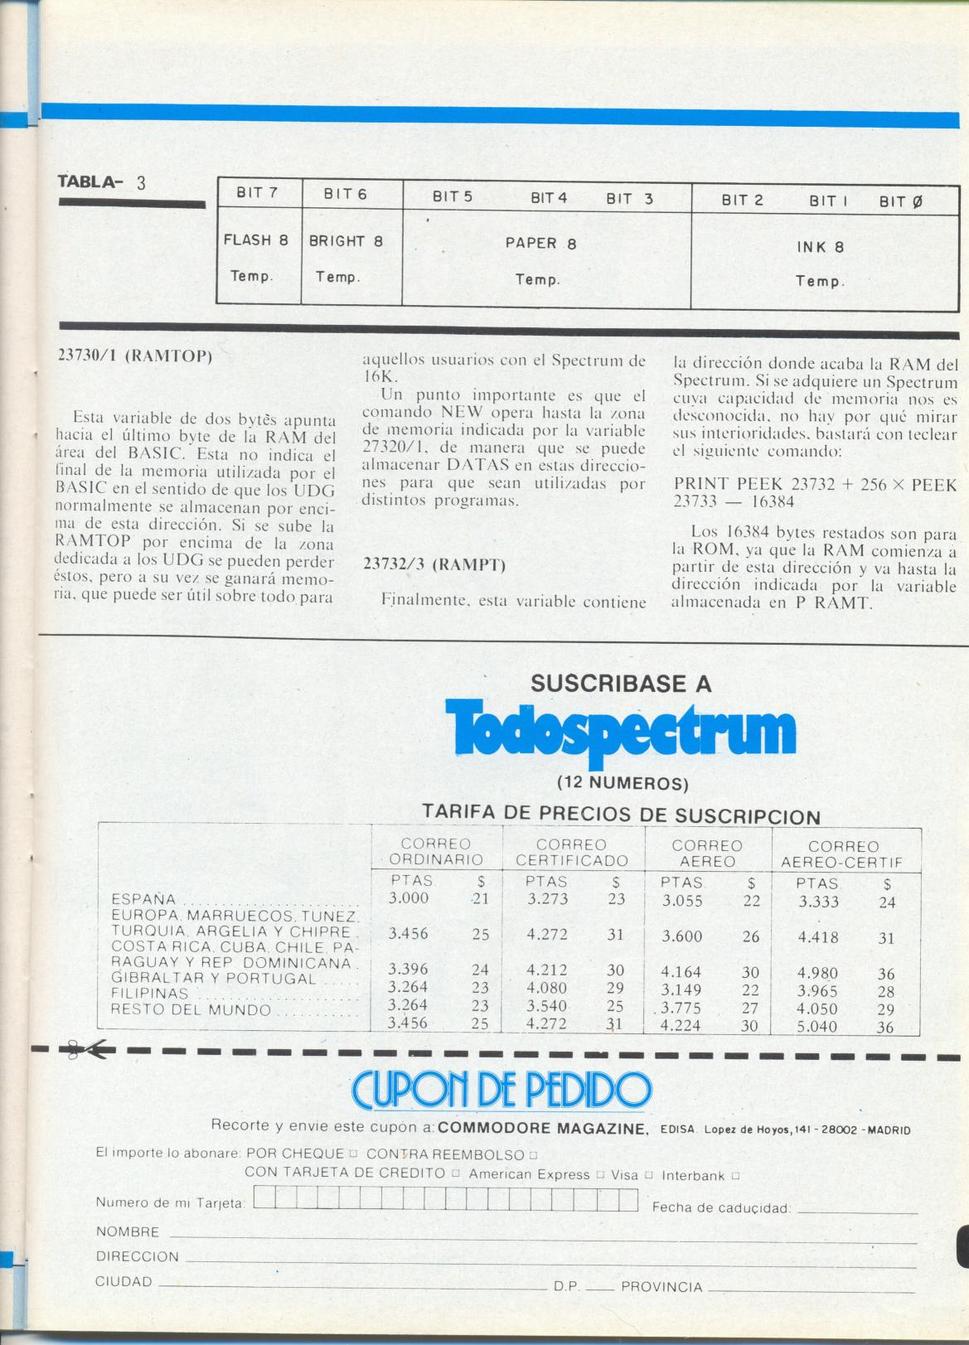 TABLA- 3
BIT 7 BIT 6 BIT 5 BIT 4 BIT 3 BIT 2 BIT 1 BIT Ø
FLASH 8 BRIGHT 8 PAPER 8 INK 8
Temp. Temp. Temp. Temp.
23730/1 (RAMTOP)
Esta variable de dos bytes apunta
hacia el último byte de la RAM del
área del BASIC. Esta no indica el
final de la memoria utilizada por el
BASIC en el sentido de que los UDG
normalmente se almacenan por enci-
ma de esta dirección. Si se sube la
RAMTOP por encima de la zona
dedicada a los UDG se pueden perder
éstos, pero a su vez se ganará memo-
ria, que puede ser útil sobre todo para
aquellos usuarios con el Spectrum de
16K.
Un punto importante es que el
comando NEW opera hasta la zona
de memoria indicada por la variable
27320/1, de manera que se puede
almacenar DATAS en estas direccio-
nes para que sean utilizadas por
distintos programas.
23732/3 (RAMPT)
Finalmente, esta variable contiene
la dirección donde acaba la RAM del
Spectrum. Si se adquiere un Spectrum
cuya capacidad de memoria nos es
desconocida, no hay por qué mirar
sus interioridades, bastará con teclear
el siguiente comando:
PRINT PEEK 23732 + 256 × PEEK
23733 — 16384
Los 16384 bytes restados son para
la ROM, ya que la RAM comienza a
partir de esta dirección y va hasta la
dirección indicada por la variable
almacenada en P RAMT.
SUSCRIBASE A
Todospectrum
(12 NUMEROS)
TARIFA DE PRECIOS DE SUSCRIPCION
CORREO ORDINARIO CORREO CERTIFICADO CORREO AEREO CORREO AEREO-CERTIF
PTAS. $ PTAS $ PTAS. $ PTAS. $
ESPAÑA ..................... 3.000 21 3.273 23 3.055 22 3.333 24
EUROPA, MARRUECOS, TUNEZ,
TURQUIA, ARGELIA Y CHIPRE . 3.456 25 4.272 31 3.600 26 4.418 31
COSTA RICA, CUBA, CHILE, PA-
RAGUAY Y REP. DOMINICANA . 3.396 24 4.212 30 4.164 30 4.980 36
GIBRALTAR Y PORTUGAL ..... 3.264 23 4.080 29 3.149 22 3.965 28
FILIPINAS .................... 3.264 23 3.540 25 3.775 27 4.050 29
RESTO DEL MUNDO ........... 3.456 25 4.272 31 4.224 30 5.040 36
CUPON DE PEDIDO
Recorte y envie este cupon a: COMMODORE MAGAZINE, EDISA. Lopez de Hoyos, 141 - 28002 - MADRID
El importe lo abonare: POR CHEQUE □ CONTRA REEMBOLSO □
CON TARJETA DE CREDITO □ American Express □ Visa □ Interbank □
Numero de mi Tarjeta: Fecha de caducidad:
NOMBRE
DIRECCION
CIUDAD D.P. PROVINCIA